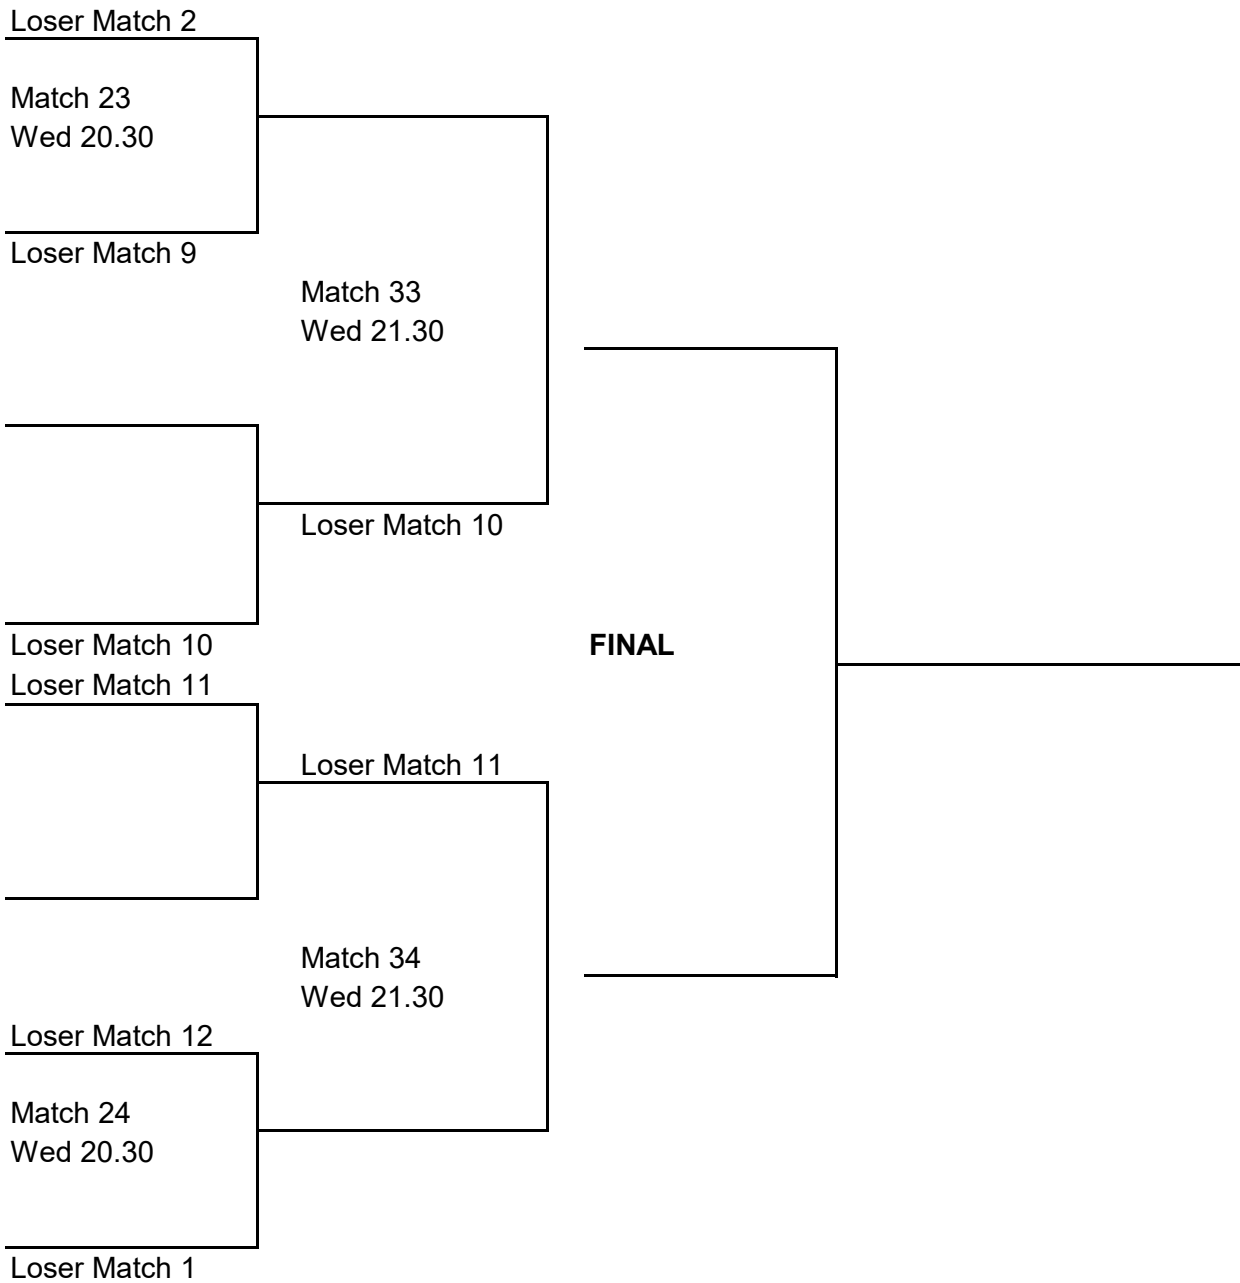 Loser Match 2
Match 23
Wed 20.30
Loser Match 9
Match 33
Wed 21.30
Loser Match 10
Loser Match 10
FINAL
Loser Match 11
Loser Match 11
Match 34
Wed 21.30
Loser Match 12
Match 24
Wed 20.30
Loser Match 1